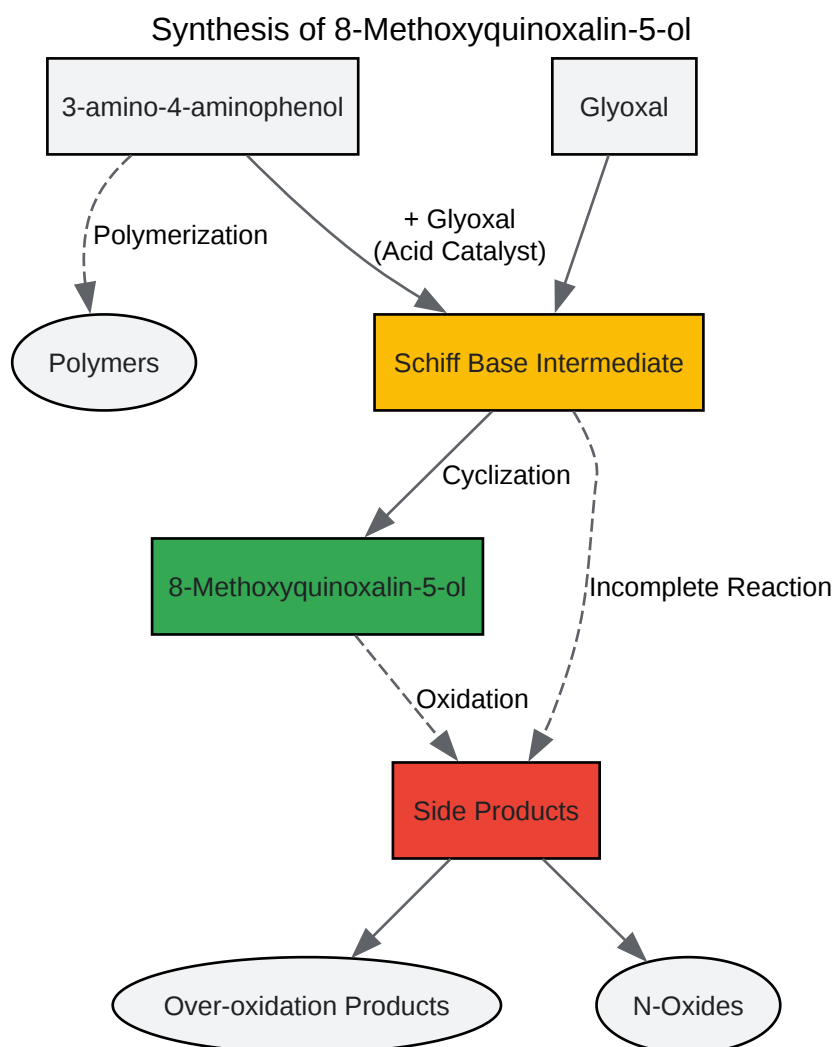 Synthesis of 8-Methoxyquinoxalin-5-ol
3-amino-4-aminophenol
Glyoxal
Polymerization
+ Glyoxal
(Acid Catalyst)
Polymers
Schiff Base Intermediate
Cyclization
8-Methoxyquinoxalin-5-ol
Incomplete Reaction
Oxidation
Side Products
Over-oxidation Products
N-Oxides